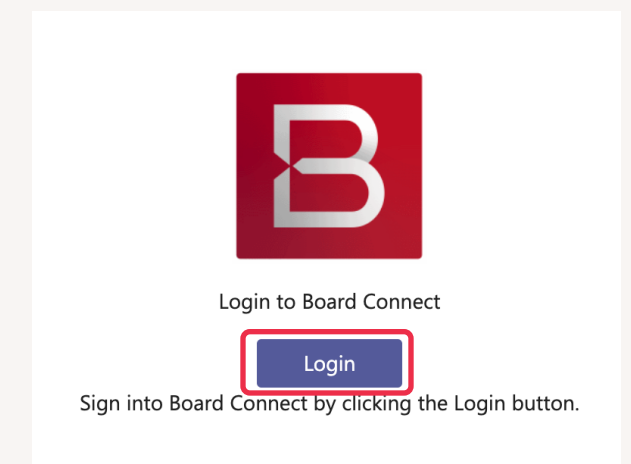 B
Login to Board Connect
Login
Sign into Board Connect by clicking the Login button.